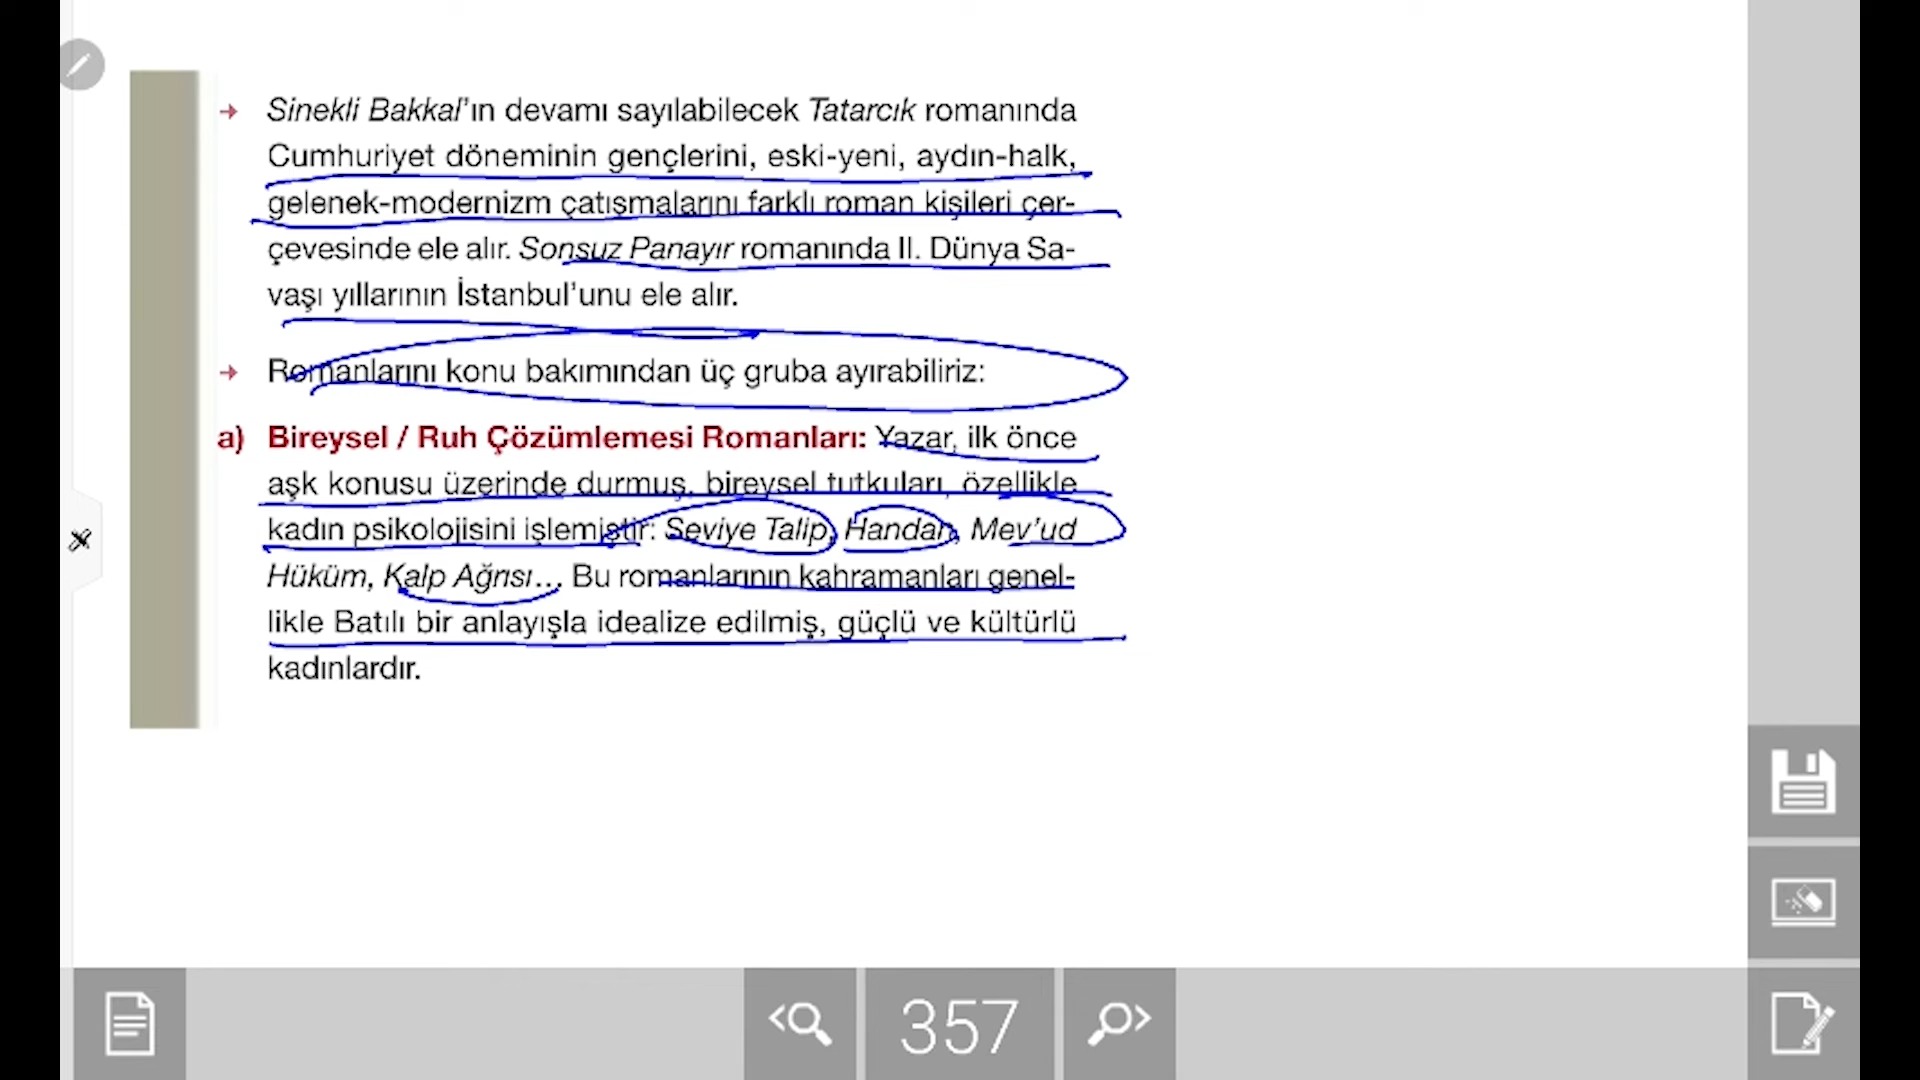 Sinekli Bakkal'ın devamı sayılabilecek Tatarcık romanında
Cumhuriyet döneminin gençlerini, eski-yeni, aydın-halk,
gelenek-modernizm çatışmalarını farklı roman kişileri çer-
çevesinde ele alır. Sonsuz Panayır romanında II. Dünya Sa-
vaşı yıllarının İstanbul'unu ele alır.
Romanlarını konu bakımından üç gruba ayırabiliriz:
a) Bireysel / Ruh Çözümlemesi Romanları: Yazar, ilk önce
aşk konusu üzerinde durmuş, bireysel tutkuları, özellikle
kadın psikolojisini işlemiştir: Seviye Talip, Handan, Mev'ud
Hüküm, Kalp Ağrısı... Bu romanlarının kahramanları genel-
likle Batılı bir anlayışla idealize edilmiş, güçlü ve kültürlü
kadınlardır.
357